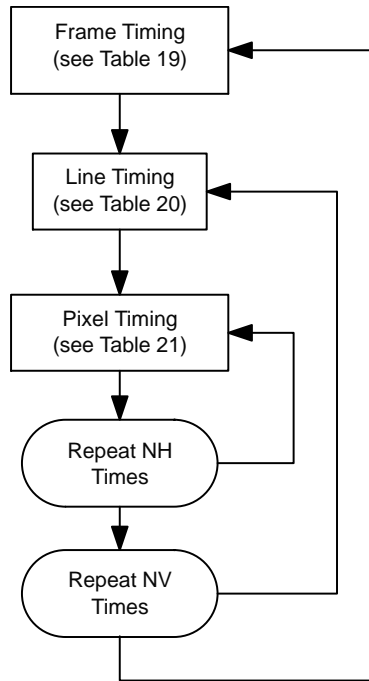 Frame Timing
(see Table 19)
Line Timing
(see Table 20)
Pixel Timing
(see Table 21)
Repeat NH
Times
Repeat NV
Times